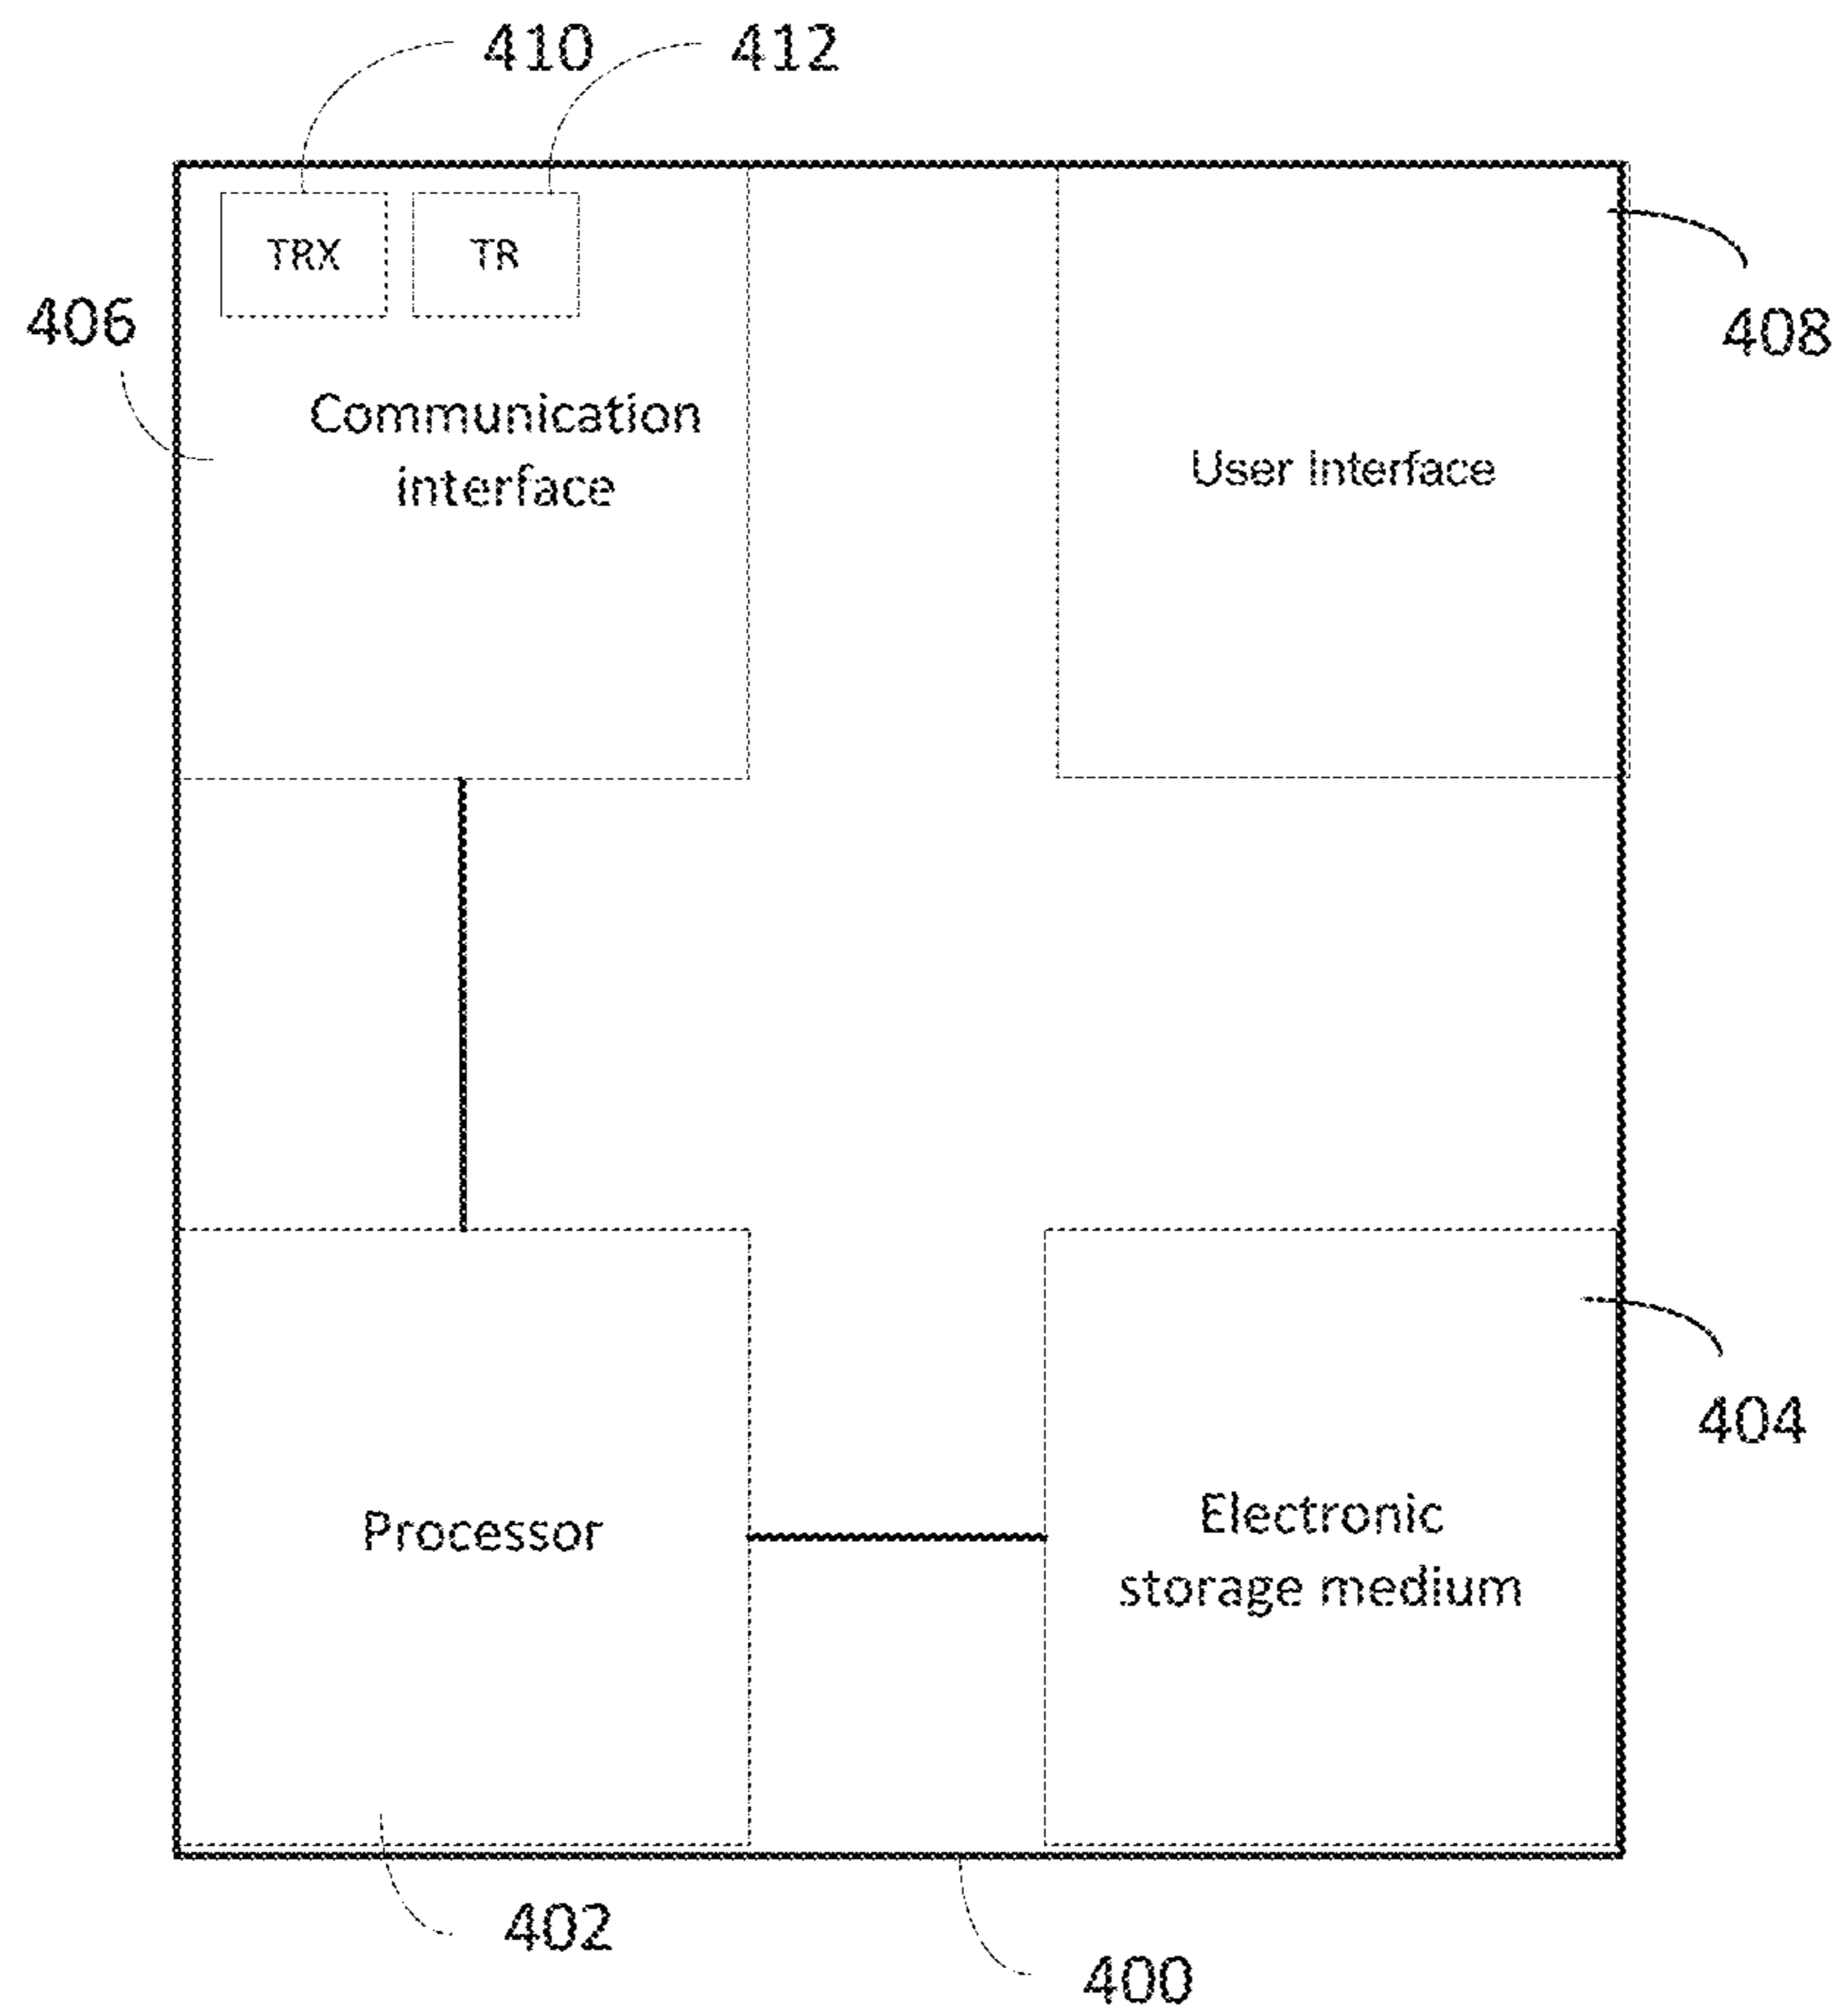 410 412
TRX TR
406
408
Communication
interface
User Interface
404
Processor
Electronic
storage medium
402
400